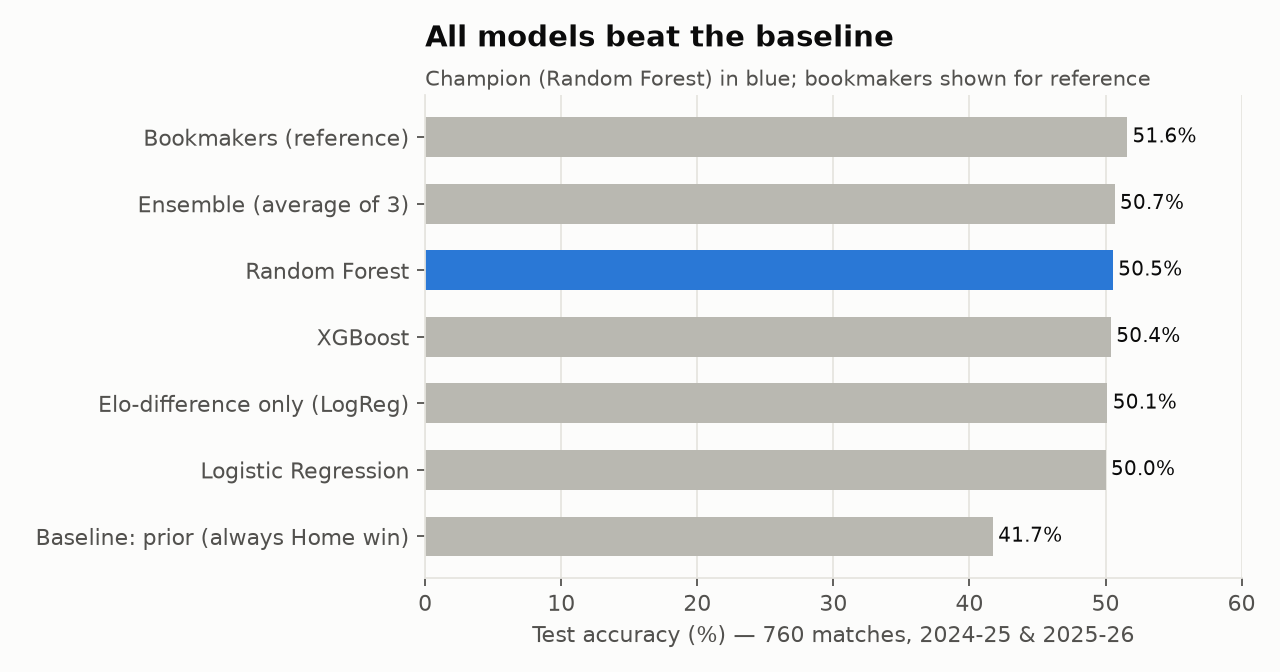 All models beat the baseline
Champion (Random Forest) in blue; bookmakers shown for reference
Bookmakers (reference) 51.6%
Ensemble (average of 3) 50.7%
Random Forest 50.5%
XGBoost 50.4%
Elo-difference only (LogReg) 50.1%
Logistic Regression 50.0%
Baseline: prior (always Home win) 41.7%
0 10 20 30 40 50 60
Test accuracy (%) — 760 matches, 2024-25 & 2025-26